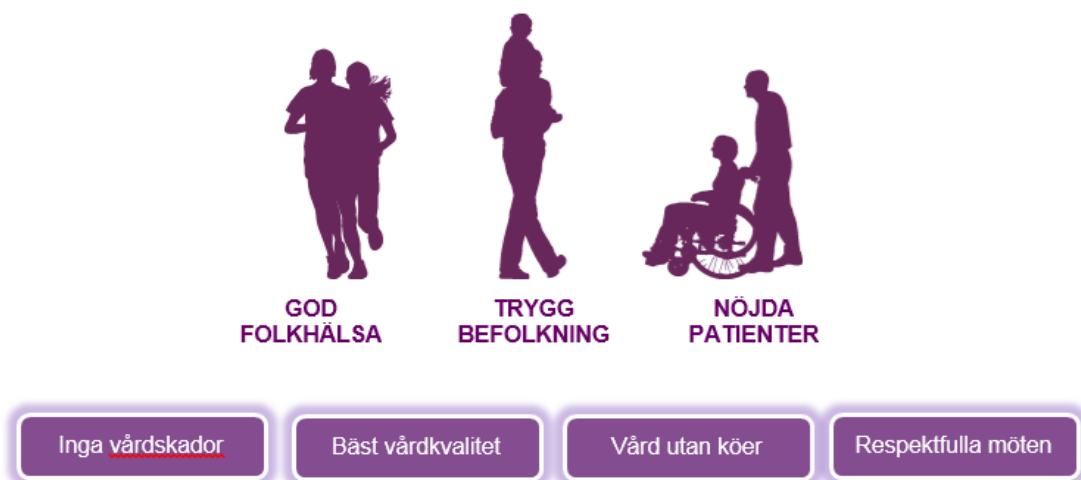 GOD
FOLKHÄLSA
TRYGG
BEFOLKNING
NÖJDA
PATIENTER
Inga vårdskador
Bäst vårdkvalitet
Vård utan köer
Respektfulla möten